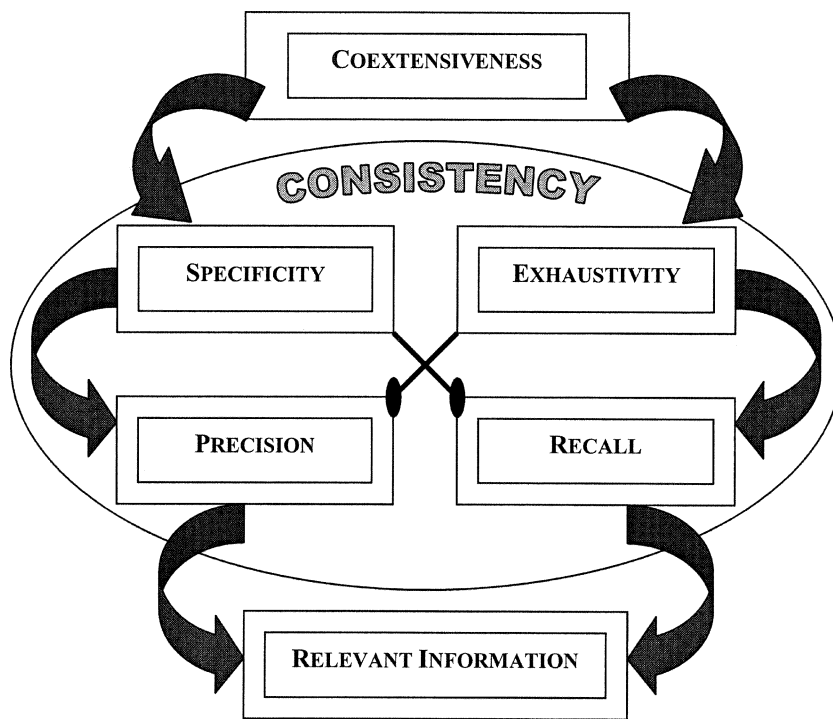 COEXTENSIVENESS
CONSISTENCY
SPECIFICITY
EXHAUSTIVITY
PRECISION
RECALL
RELEVANT INFORMATION